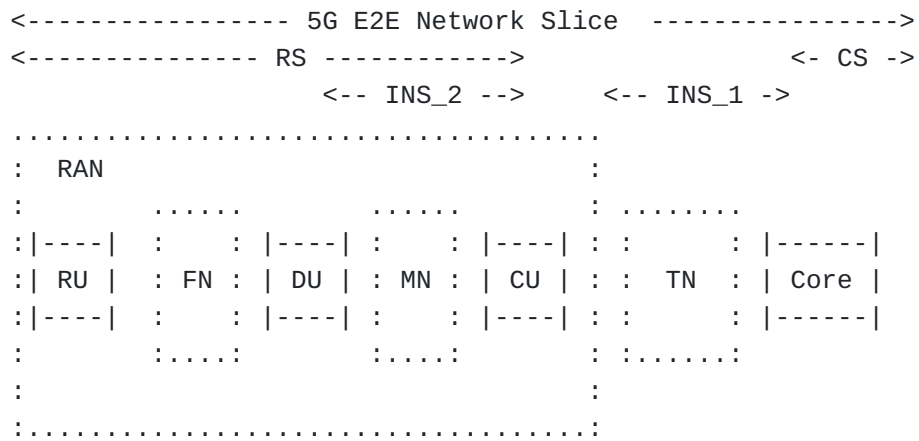 <----------------- 5G E2E Network Slice --------------->
<--------------- RS ------------> <- CS ->
<-- INS_2 --> <-- INS_1 ->
......................................
: RAN :
: ...... ...... : ........
:|----| : : |----| : : |----| : : : |------|
:| RU | : FN : | DU | : MN : | CU | : : TN : | Core |
:|----| : : |----| : : |----| : : : |------|
: :....: :....: : :......:
: :
:.....................................: